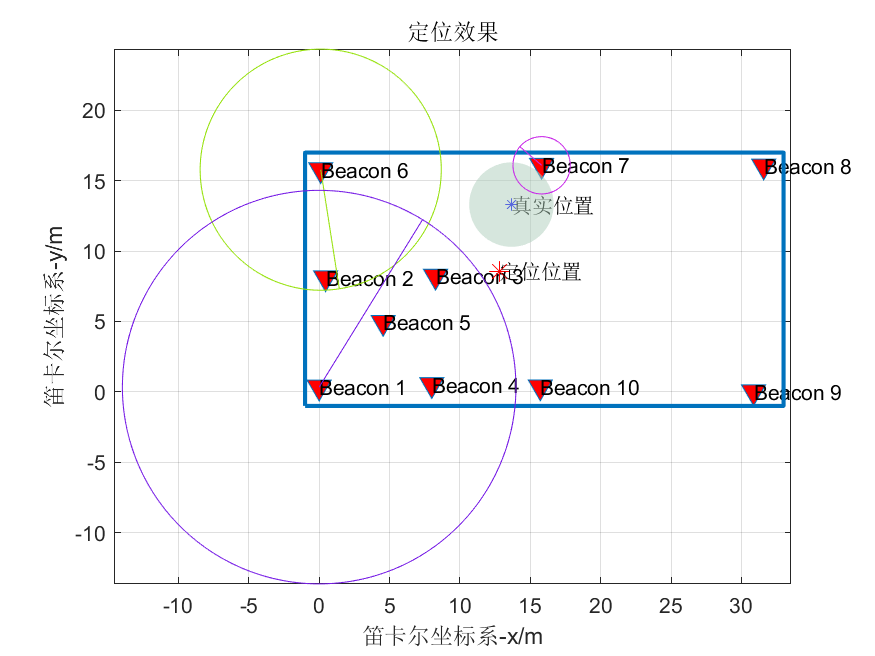 定位效果
20
15
10
5
0
-5
-10
笛卡尔坐标系-y/m
Beacon 6
Beacon 7
Beacon 8
真实位置
定位位置
Beacon 2
Beacon 3
Beacon 5
Beacon 1
Beacon 4
Beacon 10
Beacon 9
-10
-5
0
5
10
15
20
25
30
笛卡尔坐标系-x/m